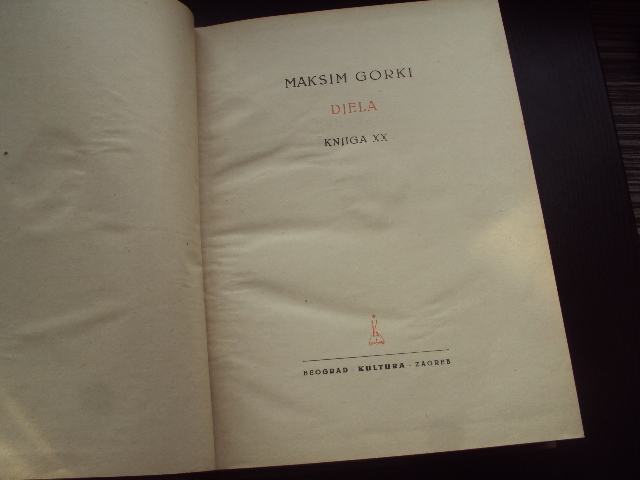 MAKSIM GORKI
DJELA
KNJIGA XX
BEOGRAD · KULTURA · ZAGREB